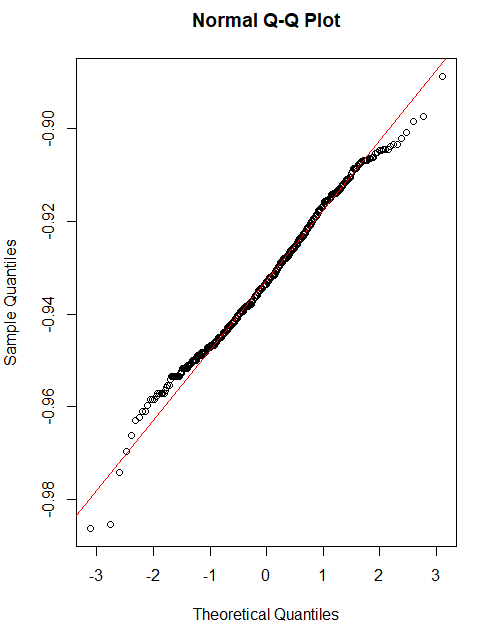 Normal Q-Q Plot
-0.90
-0.92
-0.94
-0.96
-0.98
Sample Quantiles
-3 -2 -1 0 1 2 3
Theoretical Quantiles